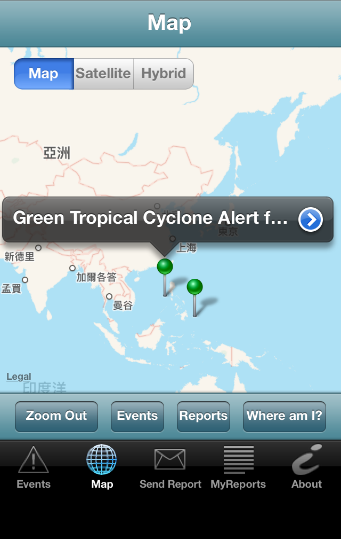 Map
Map Satellite Hybrid
亞洲
Green Tropical Cyclone Alert f...
東京
上海
新德里
加爾各答
孟買
曼谷
Legal
印度洋
Zoom Out Events Reports Where am I?
Events Map Send Report MyReports About